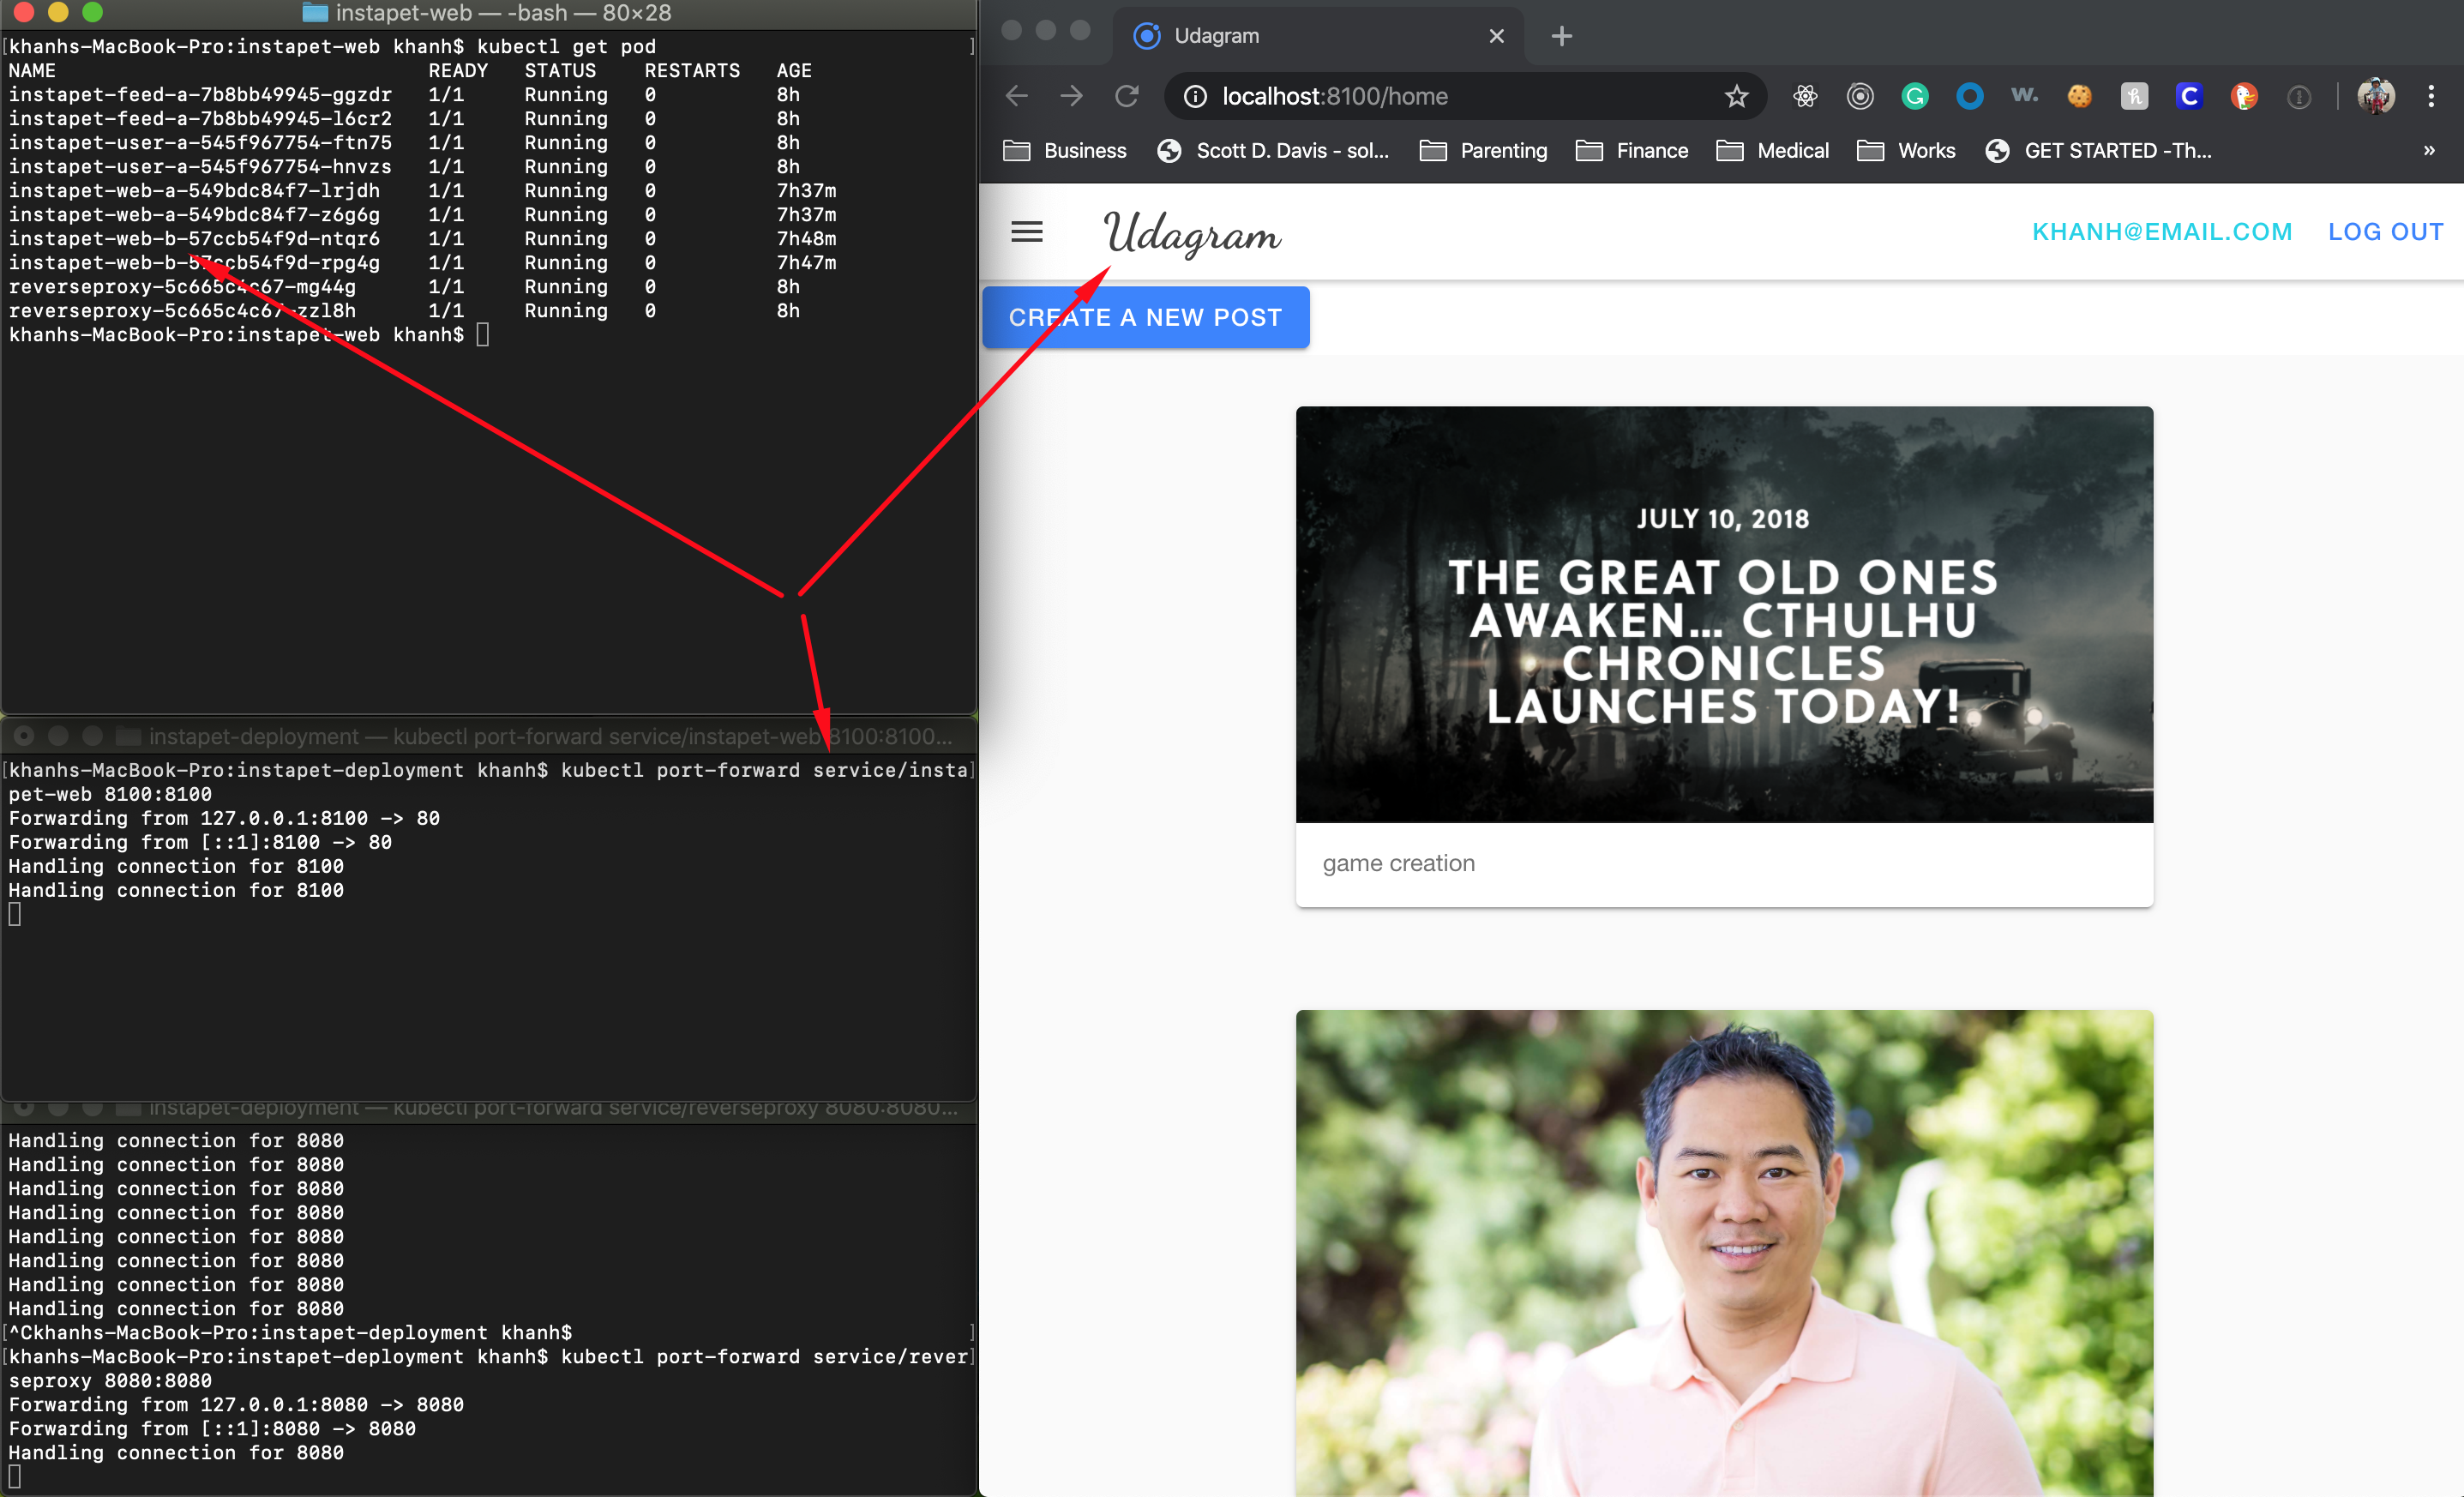 instapet-web — -bash — 80×28
[khanhs-MacBook-Pro:instapet-web khanh$ kubectl get pod ]
NAME READY STATUS RESTARTS AGE
instapet-feed-a-7b8bb49945-ggzdr 1/1 Running 0 8h
instapet-feed-a-7b8bb49945-l6cr2 1/1 Running 0 8h
instapet-user-a-545f967754-ftn75 1/1 Running 0 8h
instapet-user-a-545f967754-hnvzs 1/1 Running 0 8h
instapet-web-a-549bdc84f7-lrjdh 1/1 Running 0 7h37m
instapet-web-a-549bdc84f7-z6g6g 1/1 Running 0 7h37m
instapet-web-b-57ccb54f9d-ntqr6 1/1 Running 0 7h48m
instapet-web-b-57ccb54f9d-rpg4g 1/1 Running 0 7h47m
reverseproxy-5c665c4c67-mg44g 1/1 Running 0 8h
reverseproxy-5c665c4c67-zzl8h 1/1 Running 0 8h
khanhs-MacBook-Pro:instapet-web khanh$
instapet-deployment — kubectl port-forward service/instapet-web 8100:8100...
[khanhs-MacBook-Pro:instapet-deployment khanh$ kubectl port-forward service/insta]
pet-web 8100:8100
Forwarding from 127.0.0.1:8100 -> 80
Forwarding from [::1]:8100 -> 80
Handling connection for 8100
Handling connection for 8100
instapet-deployment — kubectl port-forward service/reverseproxy 8080:8080...
Handling connection for 8080
Handling connection for 8080
Handling connection for 8080
Handling connection for 8080
Handling connection for 8080
Handling connection for 8080
Handling connection for 8080
Handling connection for 8080
[^Ckhanhs-MacBook-Pro:instapet-deployment khanh$ ]
[khanhs-MacBook-Pro:instapet-deployment khanh$ kubectl port-forward service/rever]
seproxy 8080:8080
Forwarding from 127.0.0.1:8080 -> 8080
Forwarding from [::1]:8080 -> 8080
Handling connection for 8080
Udagram
localhost:8100/home
w.
Business Scott D. Davis - sol... Parenting Finance Medical Works GET STARTED -Th... »
Udagram KHANH@EMAIL.COM LOG OUT
CREATE A NEW POST
JULY 10, 2018
THE GREAT OLD ONES
AWAKEN... CTHULHU
CHRONICLES
LAUNCHES TODAY!
game creation